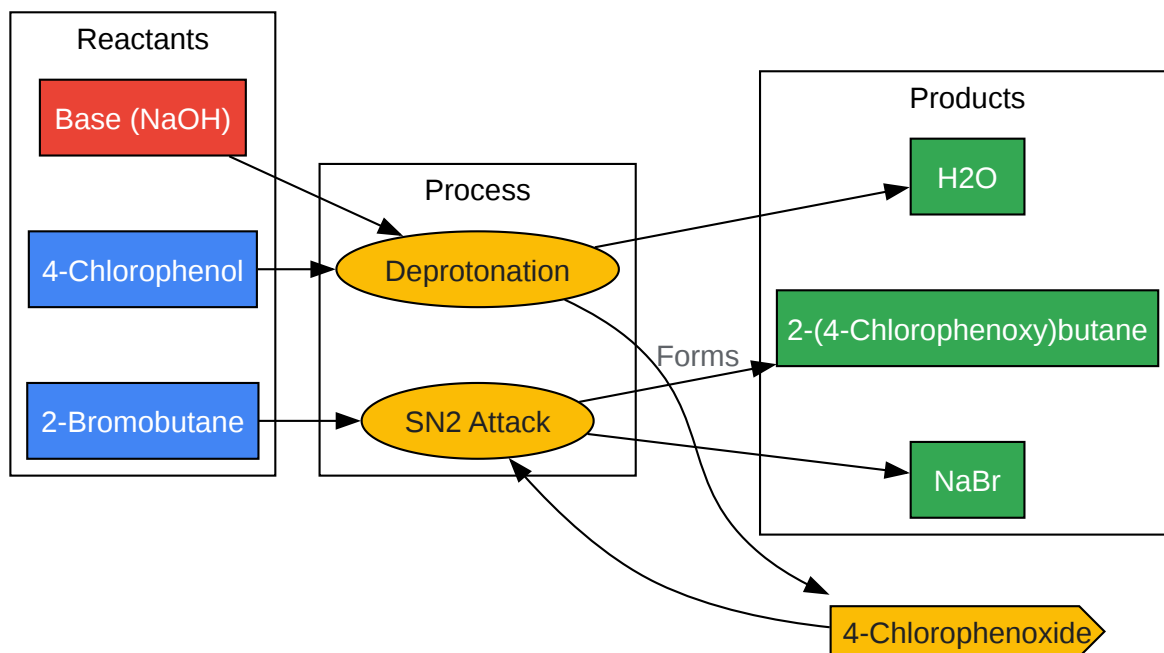 Reactants
Base (NaOH)
4-Chlorophenol
2-Bromobutane
Process
Deprotonation
SN2 Attack
Forms
Products
H2O
2-(4-Chlorophenoxy)butane
NaBr
4-Chlorophenoxide